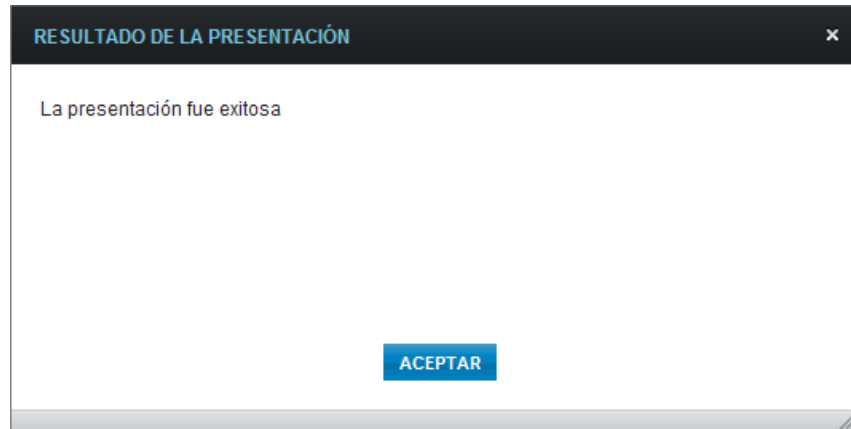 RESULTADO DE LA PRESENTACIÓN
La presentación fue exitosa
ACEPTAR